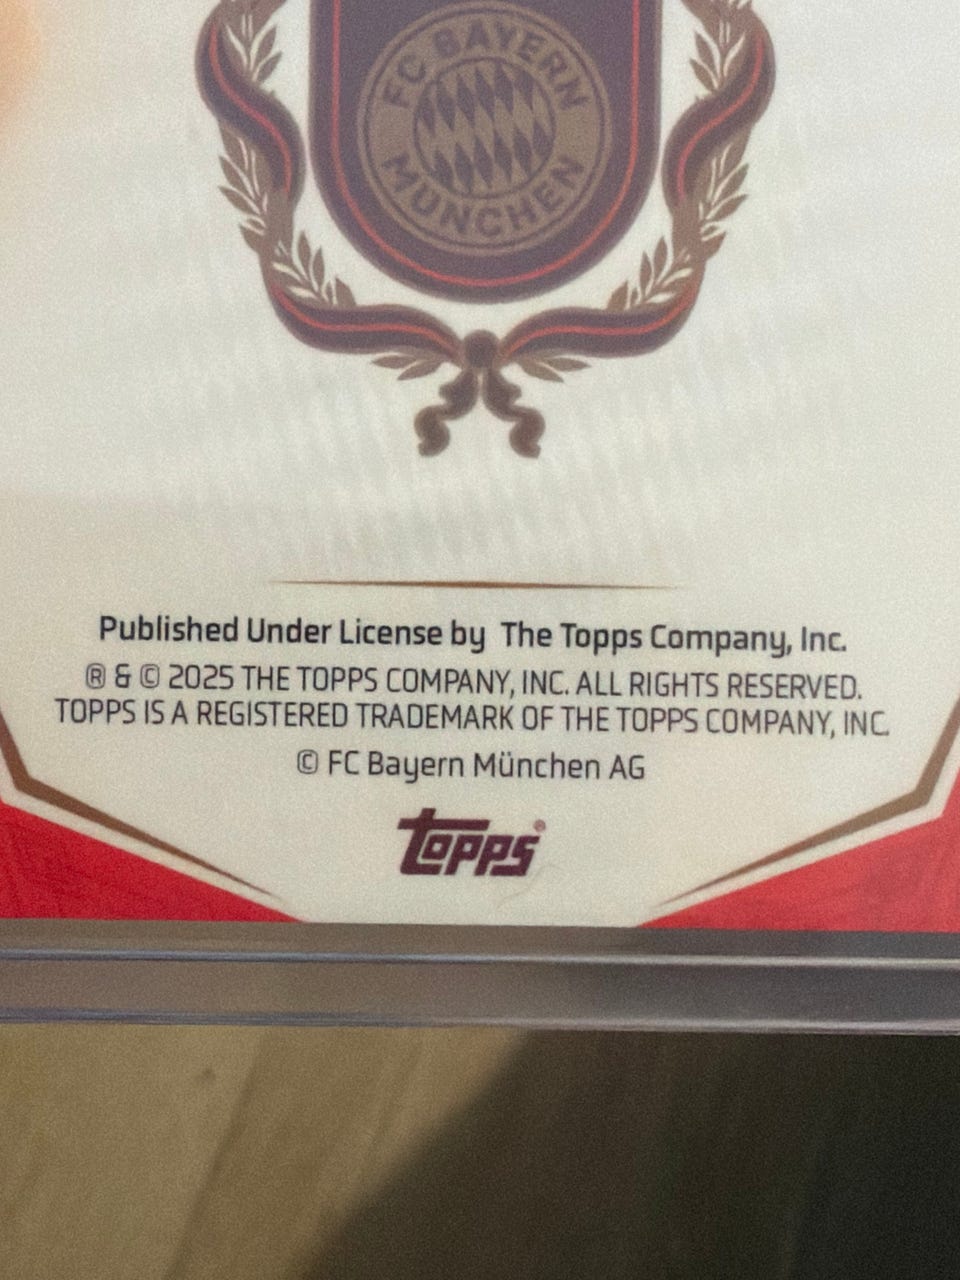 FC BAYERN
MÜNCHEN
Published Under License by The Topps Company, Inc.
® & © 2025 THE TOPPS COMPANY, INC. ALL RIGHTS RESERVED.
TOPPS IS A REGISTERED TRADEMARK OF THE TOPPS COMPANY, INC.
© FC Bayern München AG
topps®